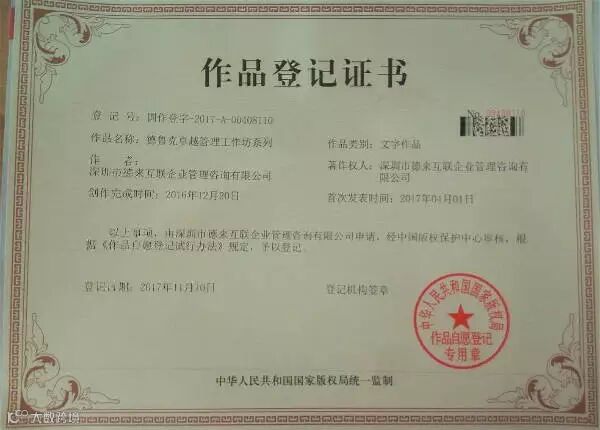 作品登记证书
登 记 号: 国作登字-2017-A-00408110
00408110
作品名称: 德鲁克卓越管理工作坊系列
作品类别: 文字作品
作 者:
深圳市德来互联企业管理咨询有限公司
著作权人: 深圳市德来互联企业管理咨询有
限公司
创作完成时间: 2016年12月20日
首次发表时间: 2017年04月01日
以上事项, 由深圳市德来互联企业管理咨询有限公司申请, 经中国版权保护中心审核, 根
据《作品自愿登记试行办法》规定, 予以登记。
登记日期: 2017年11月10日
登记机构签章
中华人民共和国国家版权局
作品自愿登记
专用章
中华人民共和国国家版权局统一监制
大数跨境